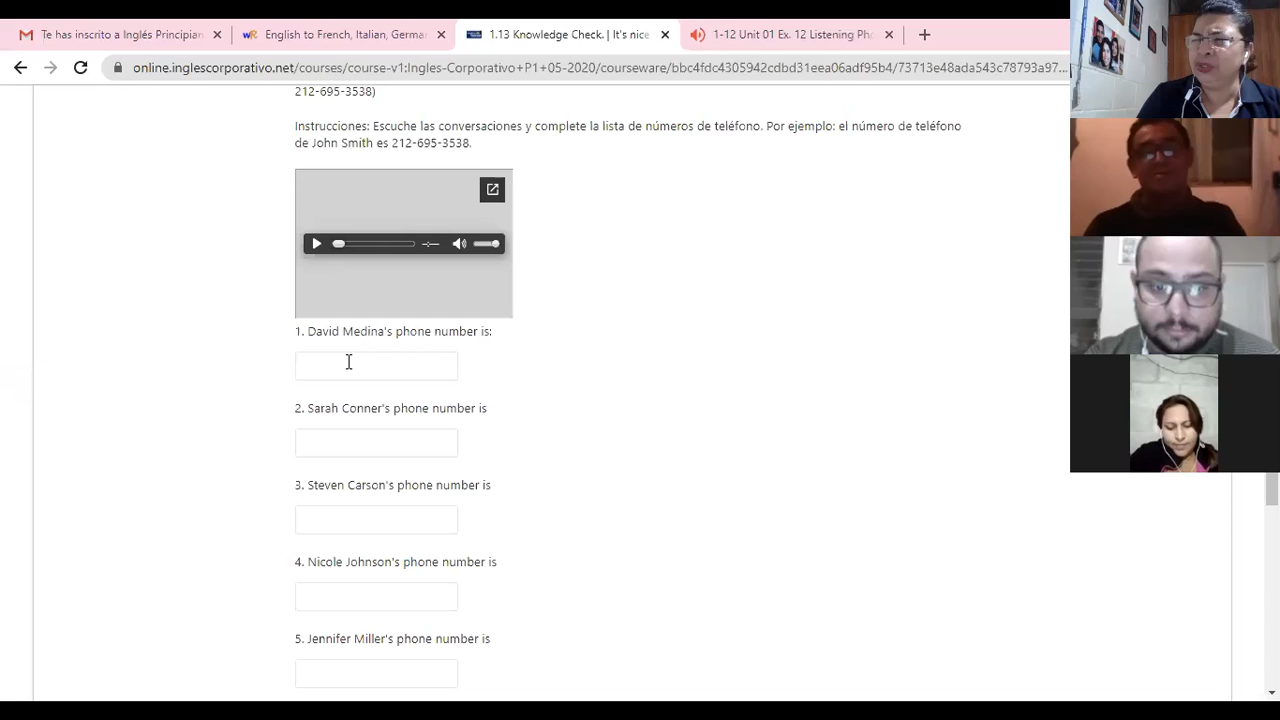 Te has inscrito a Inglés Principian
English to French, Italian, Germa
1.13 Knowledge Check. | It's nice
1-12 Unit 01 Ex. 12 Listening Pho
online.inglescorporativo.net/courses/course-v1:Ingles-Corporativo+P1+05-2020/courseware/bbc4fdc4305942cdbd31eea06adf95b4/73713e48ada543c78793a97...
212-695-3538)
Instrucciones: Escuche las conversaciones y complete la lista de números de teléfono. Por ejemplo: el número de teléfono
de John Smith es 212-695-3538.
1. David Medina's phone number is:
2. Sarah Conner's phone number is
3. Steven Carson's phone number is
4. Nicole Johnson's phone number is
5. Jennifer Miller's phone number is